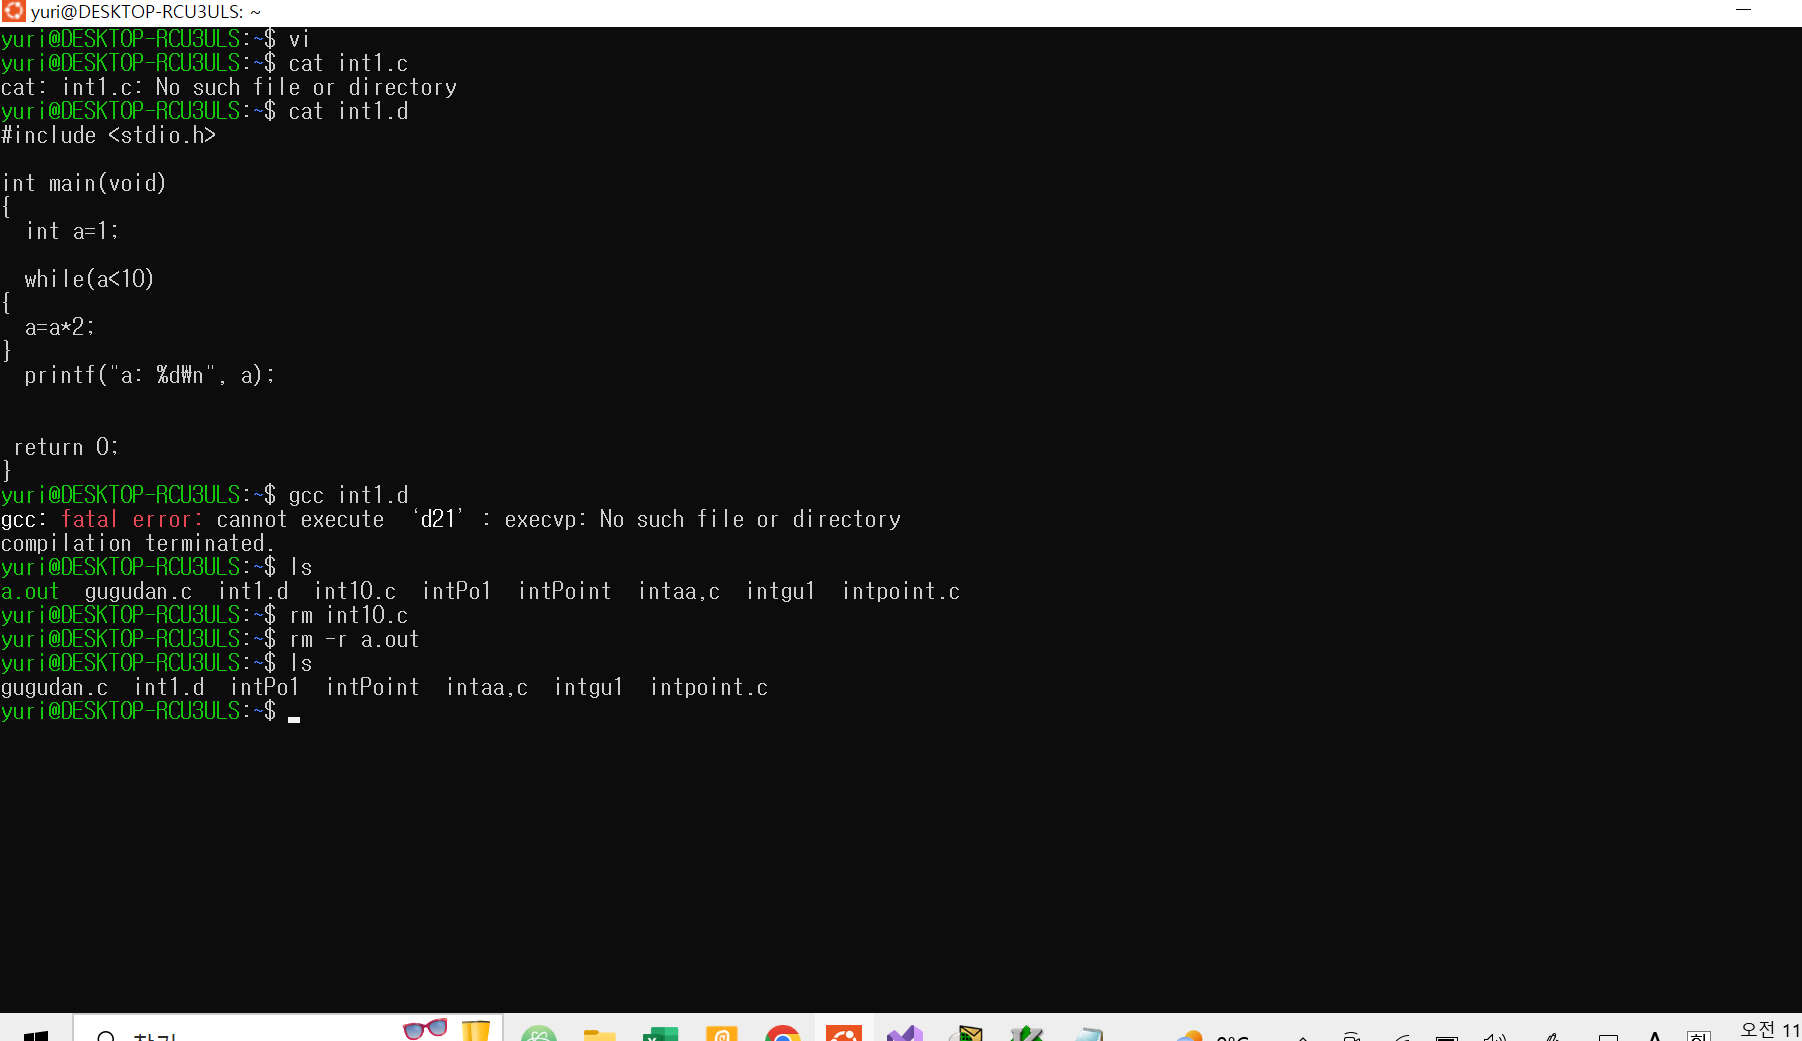 yuri@DESKTOP-RCU3ULS: ~
yuri@DESKTOP-RCU3ULS:~$ vi
yuri@DESKTOP-RCU3ULS:~$ cat int1.c
cat: int1.c: No such file or directory
yuri@DESKTOP-RCU3ULS:~$ cat int1.d
#include <stdio.h>
int main(void)
{
int a=1;
while(a<10)
{
a=a*2;
}
printf("a: %d₩n", a);
return 0;
}
yuri@DESKTOP-RCU3ULS:~$ gcc int1.d
gcc: fatal error: cannot execute ‘d21’ : execvp: No such file or directory
compilation terminated.
yuri@DESKTOP-RCU3ULS:~$ ls
a.out gugudan.c int1.d int10.c intPo1 intPoint intaa,c intgu1 intpoint.c
yuri@DESKTOP-RCU3ULS:~$ rm int10.c
yuri@DESKTOP-RCU3ULS:~$ rm -r a.out
yuri@DESKTOP-RCU3ULS:~$ ls
gugudan.c int1.d intPo1 intPoint intaa,c intgu1 intpoint.c
yuri@DESKTOP-RCU3ULS:~$
오전 11